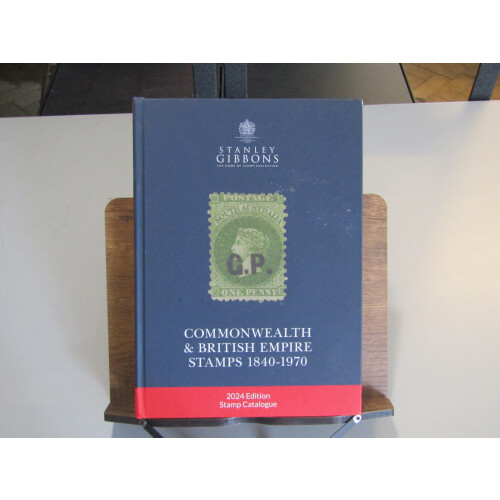 STANLEY
GIBBONS
THE HOME OF STAMP COLLECTING
POSTAGE
SOUTH AUSTRALIA
G.P.
ONE PENNY
COMMONWEALTH
& BRITISH EMPIRE
STAMPS 1840-1970
2024 Edition
Stamp Catalogue